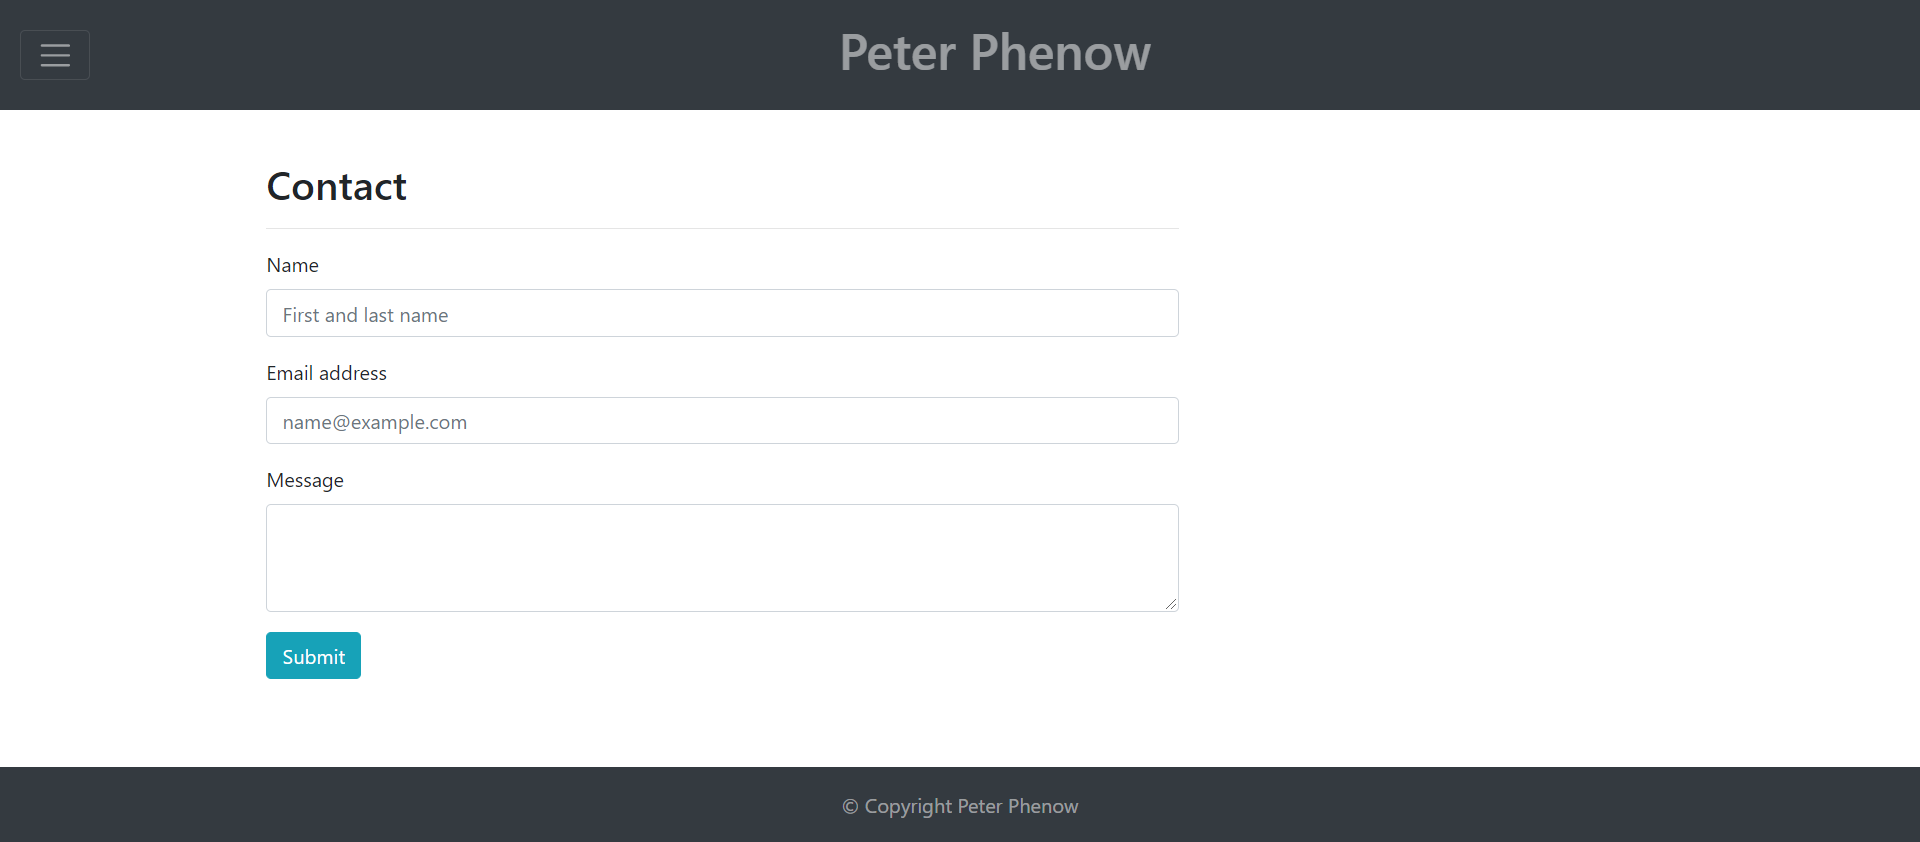 Peter Phenow
Contact
Name
First and last name
Email address
name@example.com
Message
Submit
© Copyright Peter Phenow